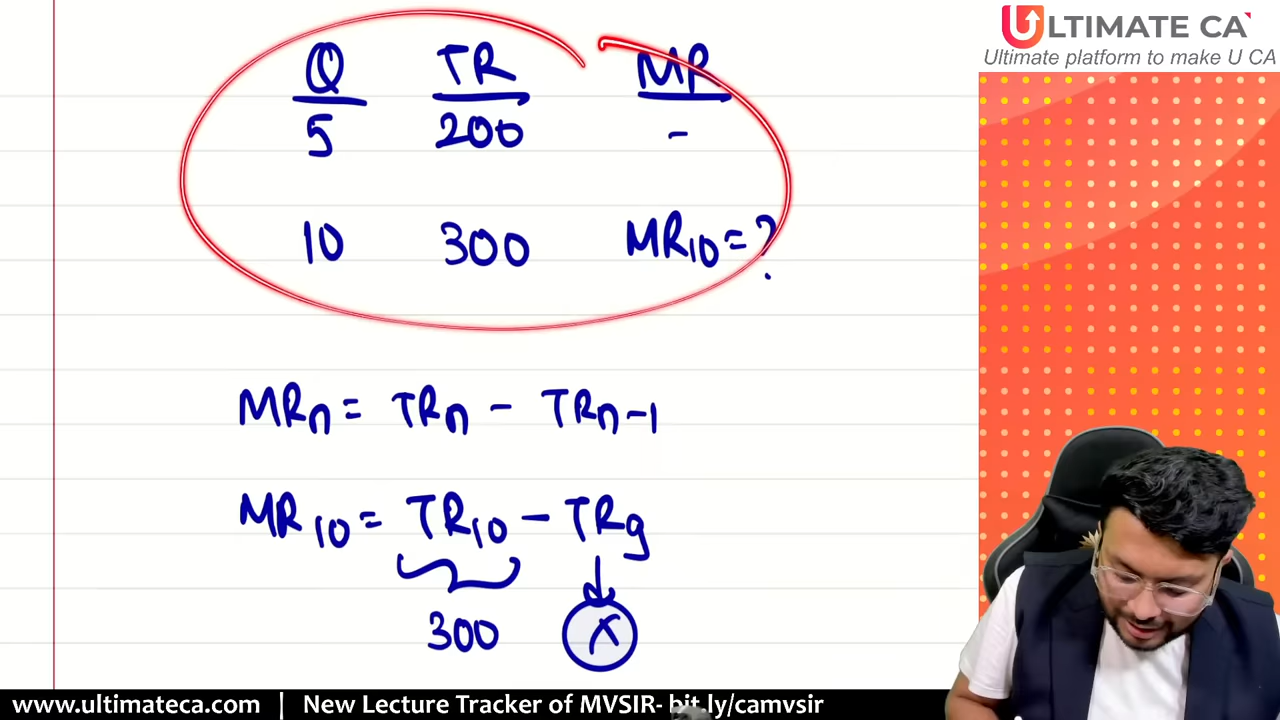 ULTIMATE CA
Ultimate platform to make U CA
Q TR MR
5 200 -
10 300 MR10 = ?
MRn = TRn - TRn-1
MR10 = TR10 - TR9
300 X
www.ultimateca.com | New Lecture Tracker of MVSIR- bit.ly/camvsir